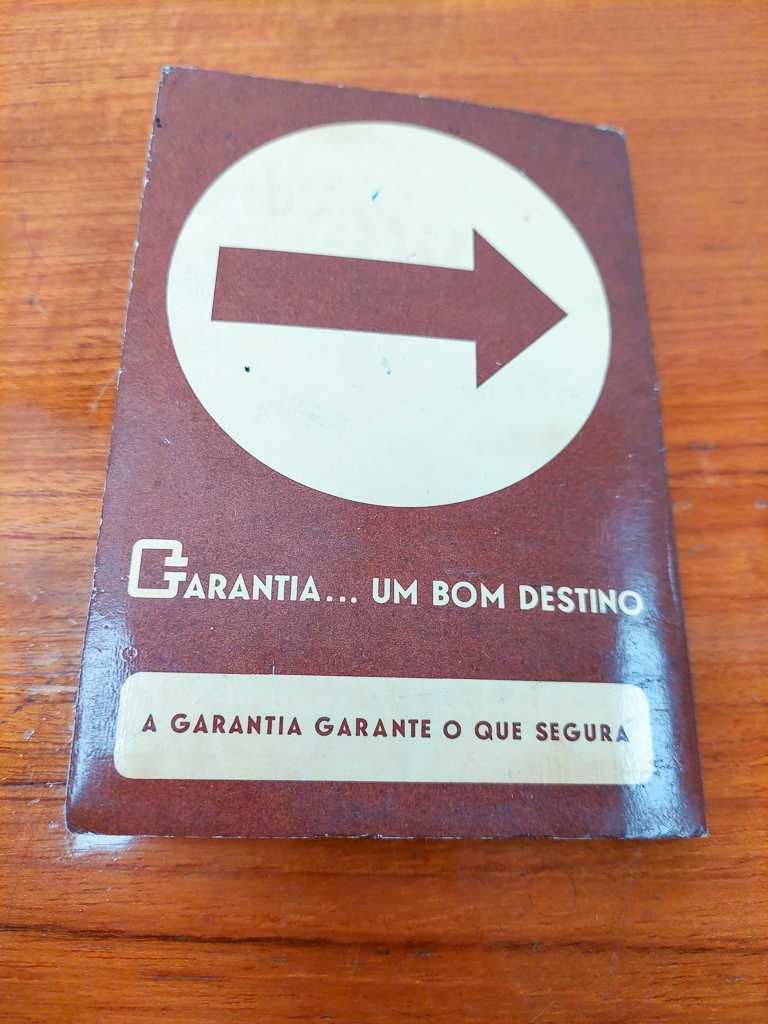 GARANTIA... UM BOM DESTINO
A GARANTIA GARANTE O QUE SEGURA